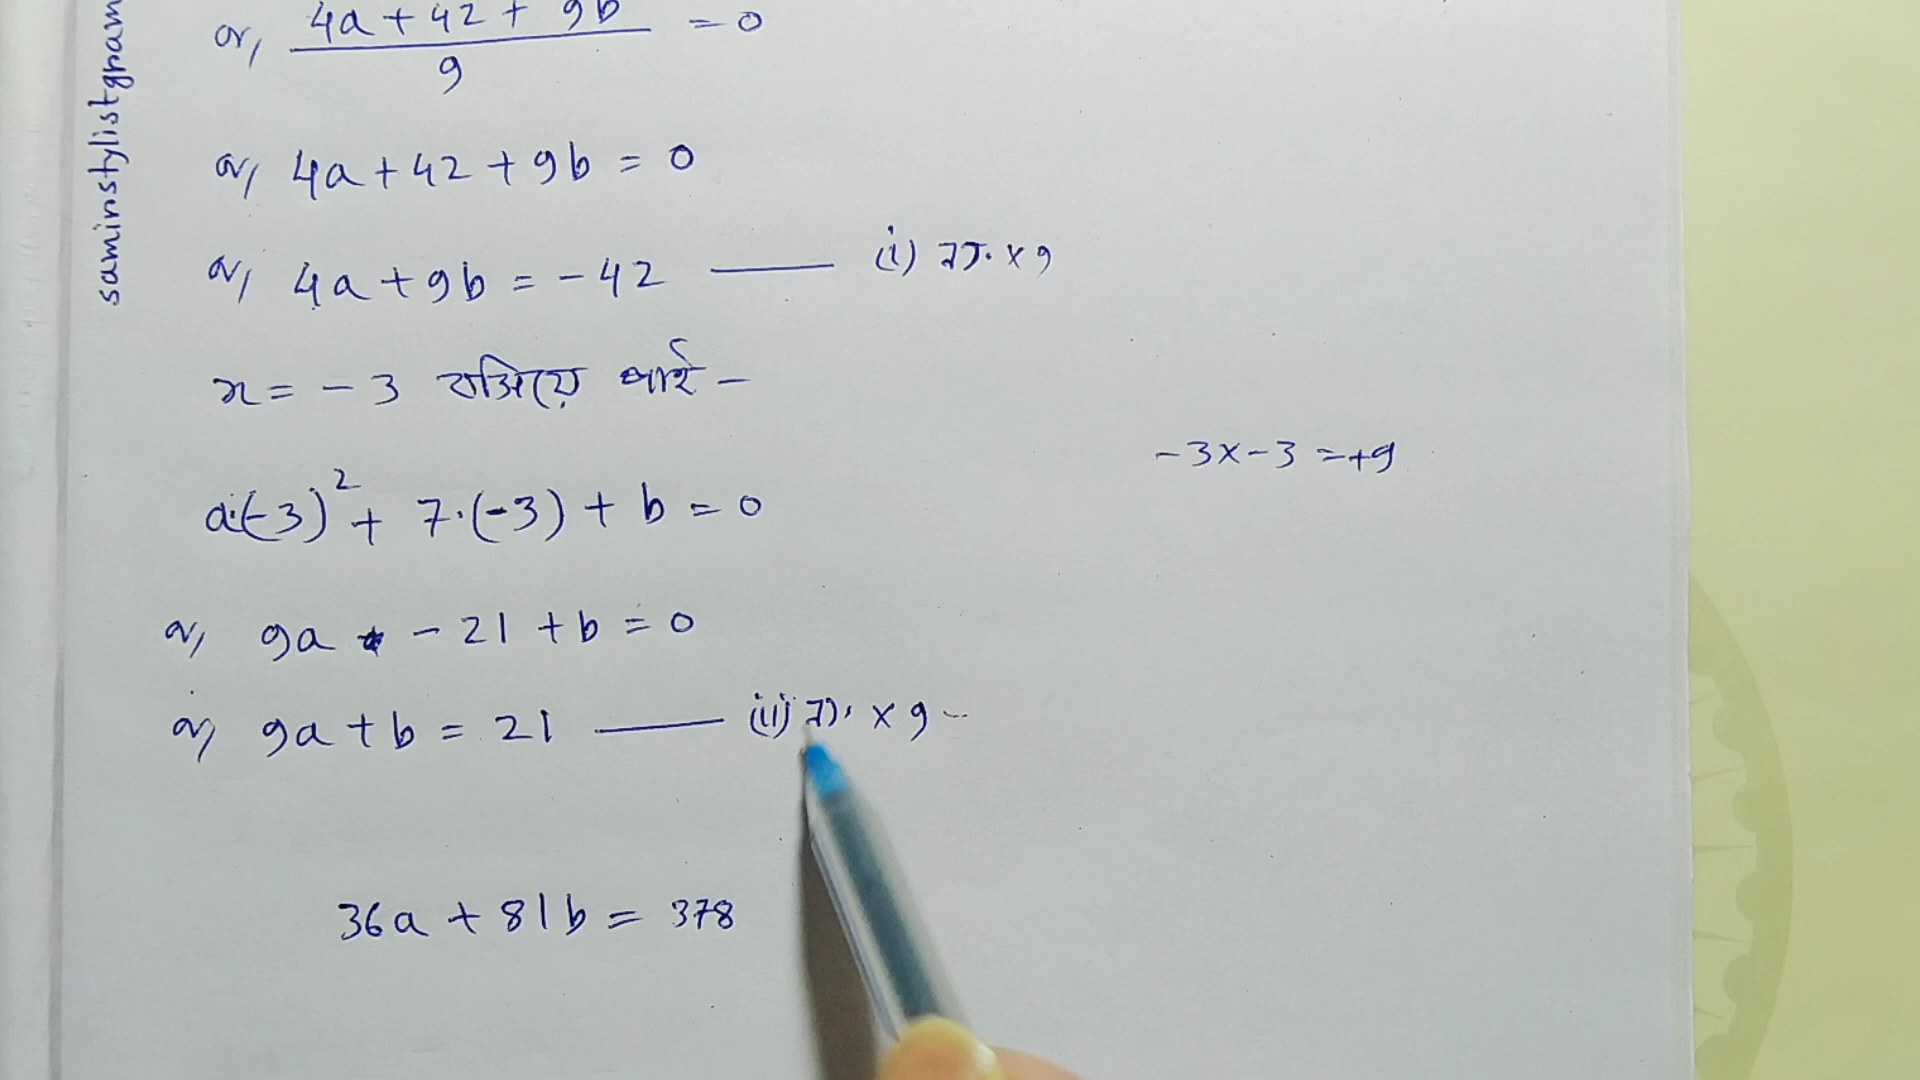 saminstylistgram
or, 4a + 42 + 9b / 9 = 0
or, 4a + 42 + 9b = 0
or, 4a + 9b = -42 —— (i) নং × 9
x = -3 বসিয়ে পাই -
a·(-3)² + 7·(-3) + b = 0
-3 × -3 = +9
or, 9a - 21 + b = 0
or, 9a + b = 21 —— (ii) নং × 9 -
36a + 81b = 378